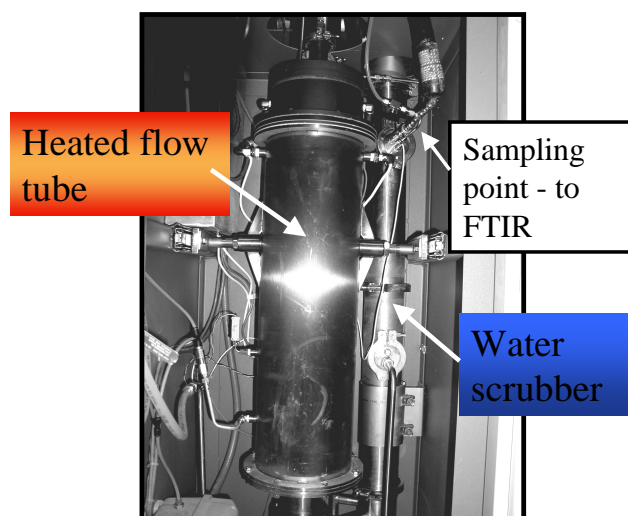 Heated flow
tube
Sampling
point - to
FTIR
Water
scrubber